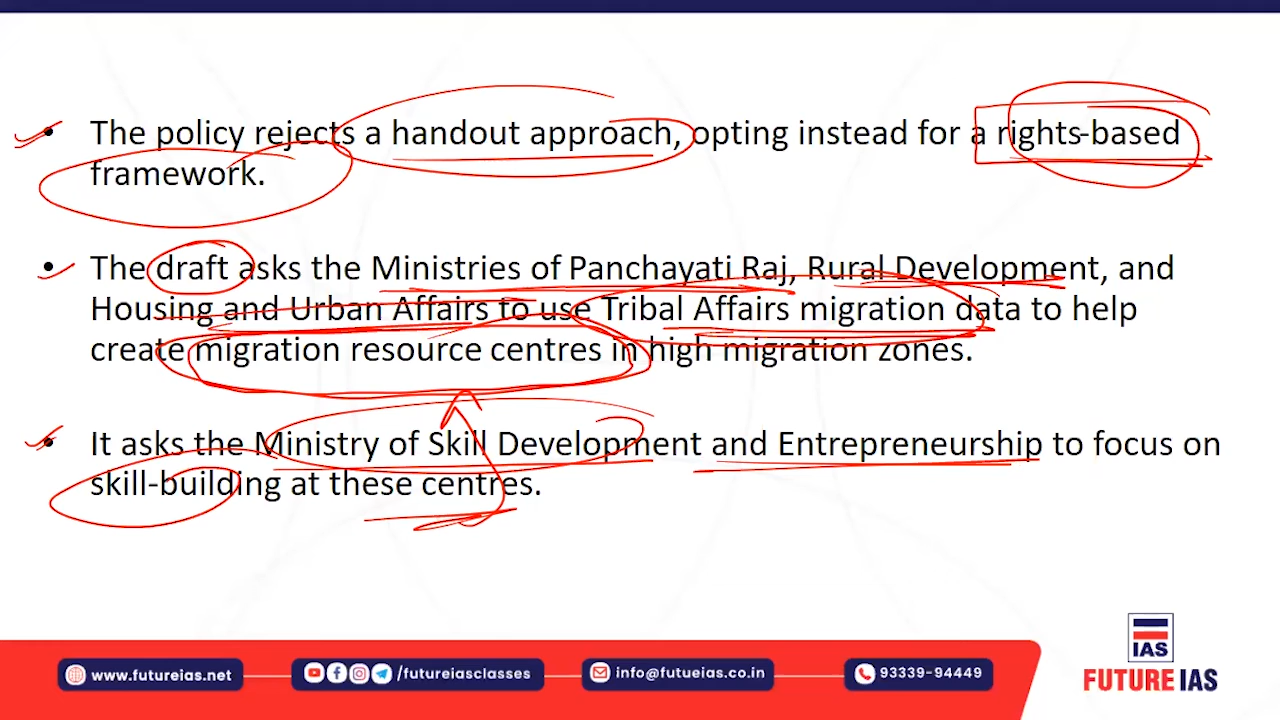 • The policy rejects a handout approach, opting instead for a rights-based
framework.
• The draft asks the Ministries of Panchayati Raj, Rural Development, and
Housing and Urban Affairs to use Tribal Affairs migration data to help
create migration resource centres in high migration zones.
• It asks the Ministry of Skill Development and Entrepreneurship to focus on
skill-building at these centres.
IAS
FUTURE IAS
www.futureias.net
/futureiasclasses
info@futueias.co.in
93339-94449